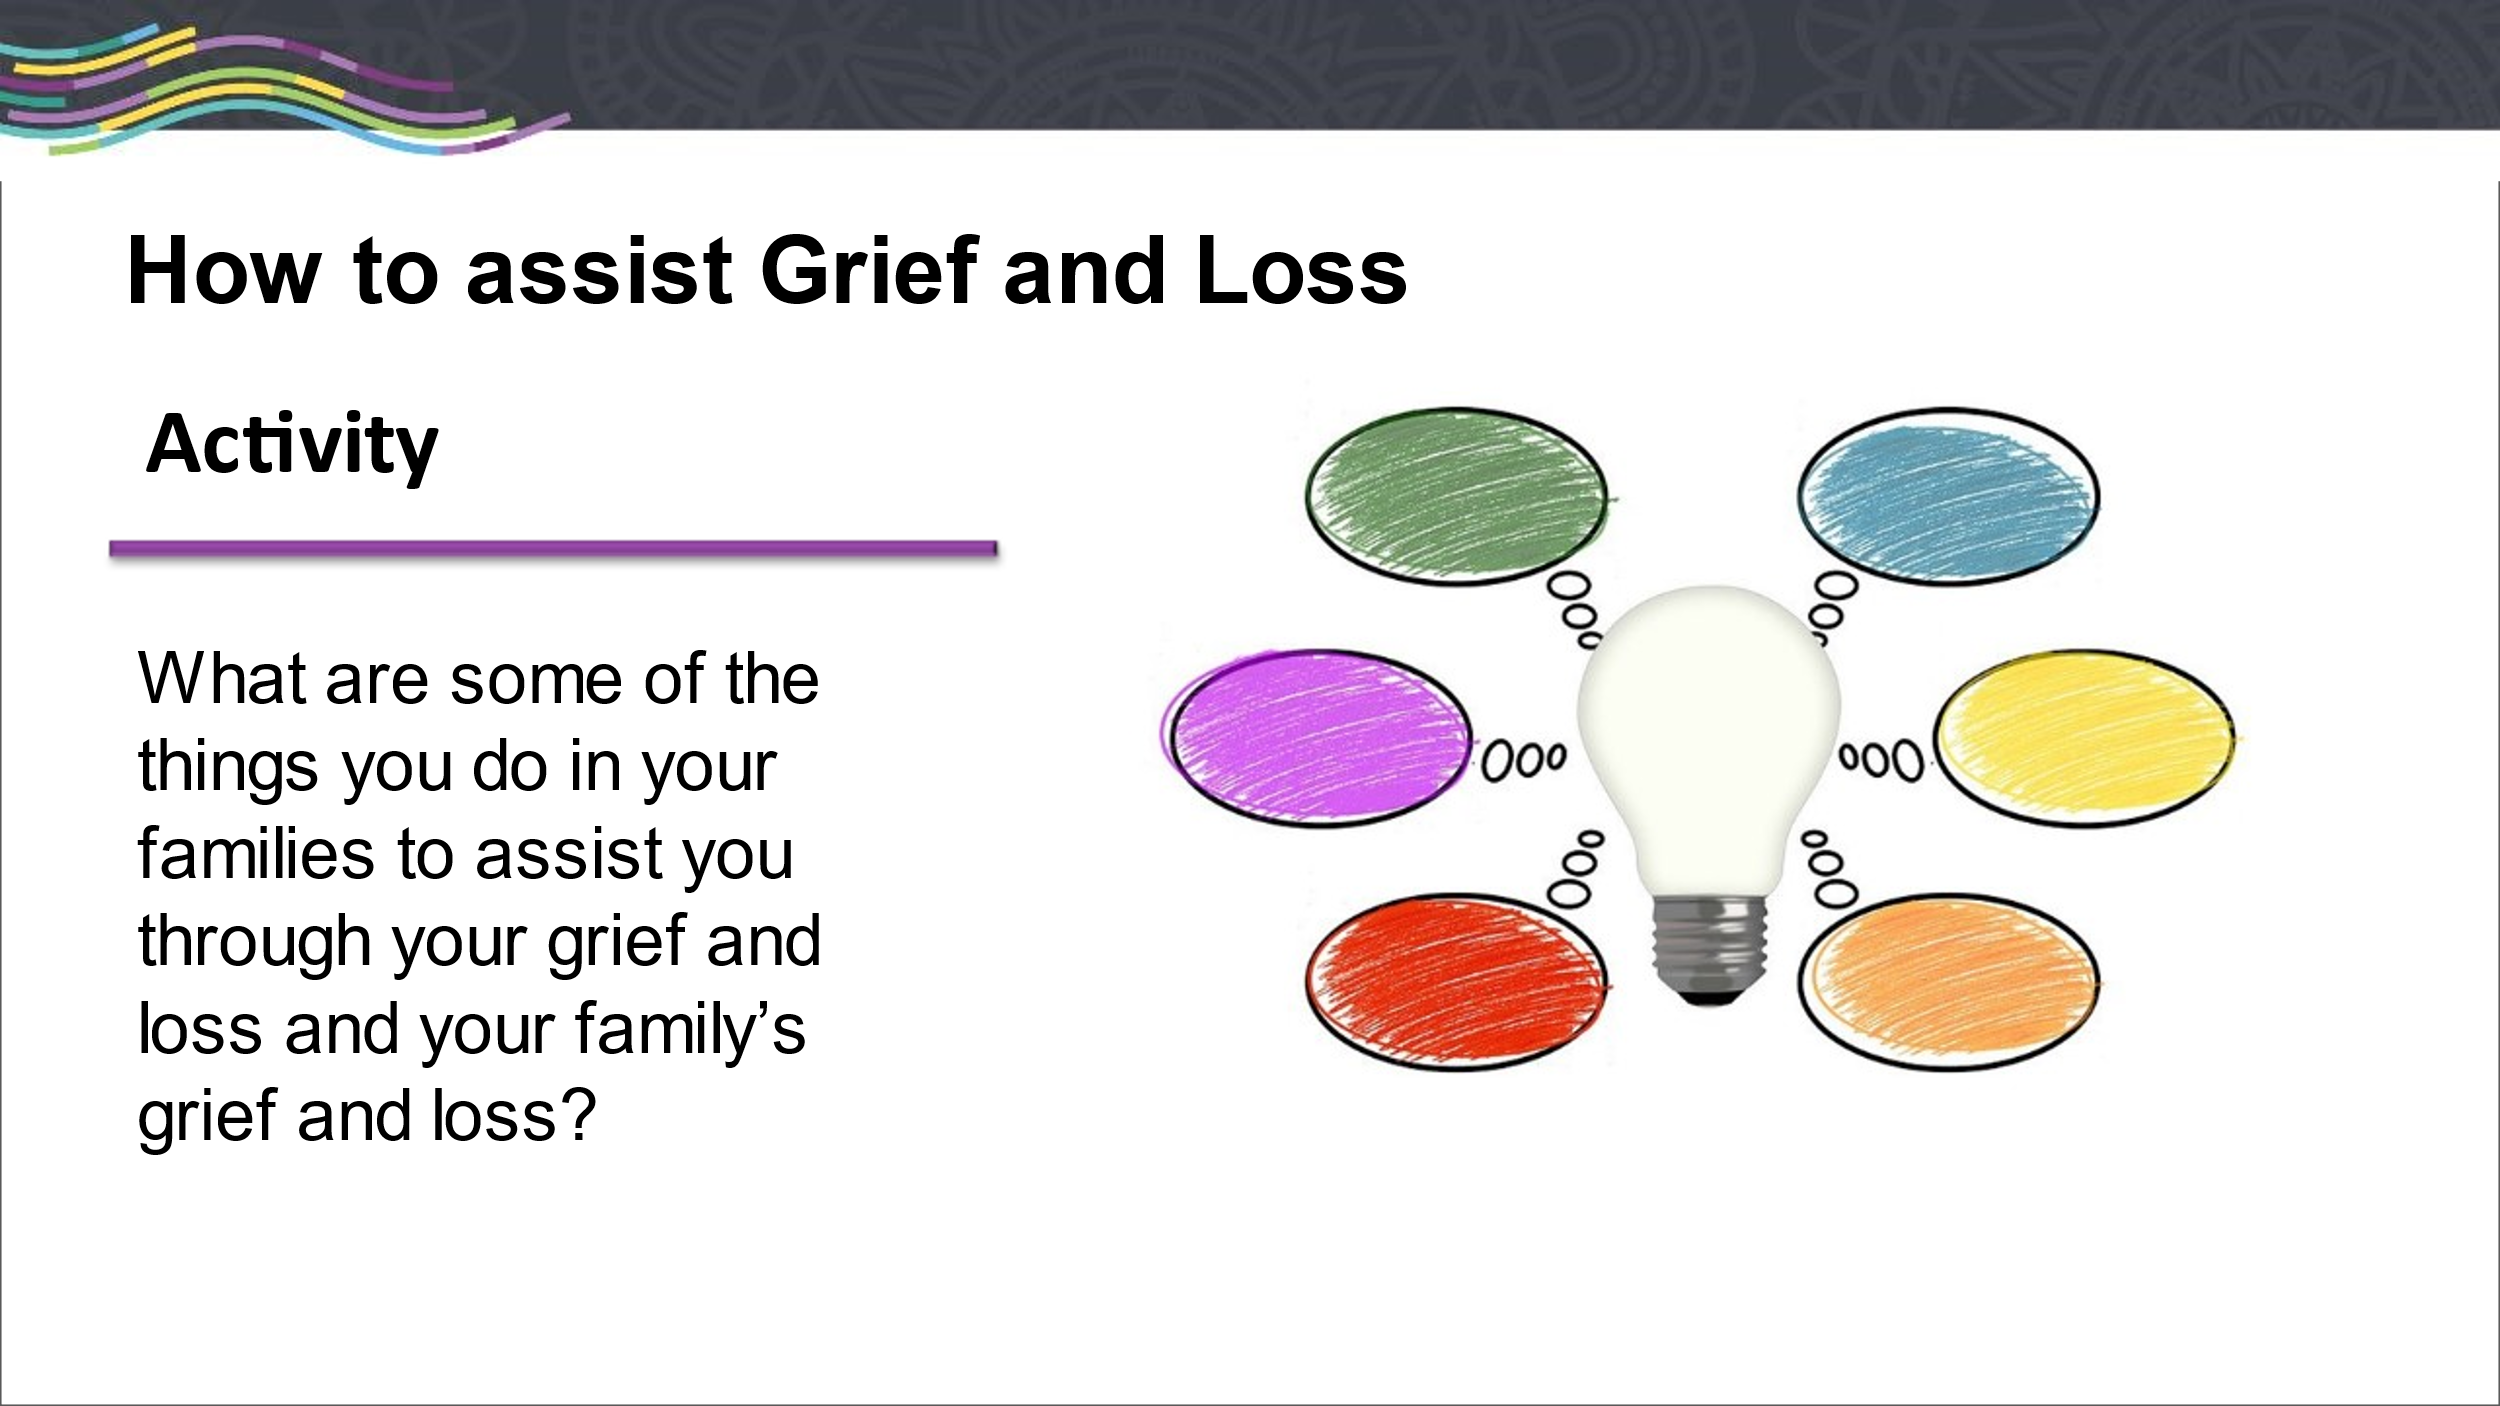 How to assist Grief and Loss
Activity
What are some of the
things you do in your
families to assist you
through your grief and
loss and your family’s
grief and loss?